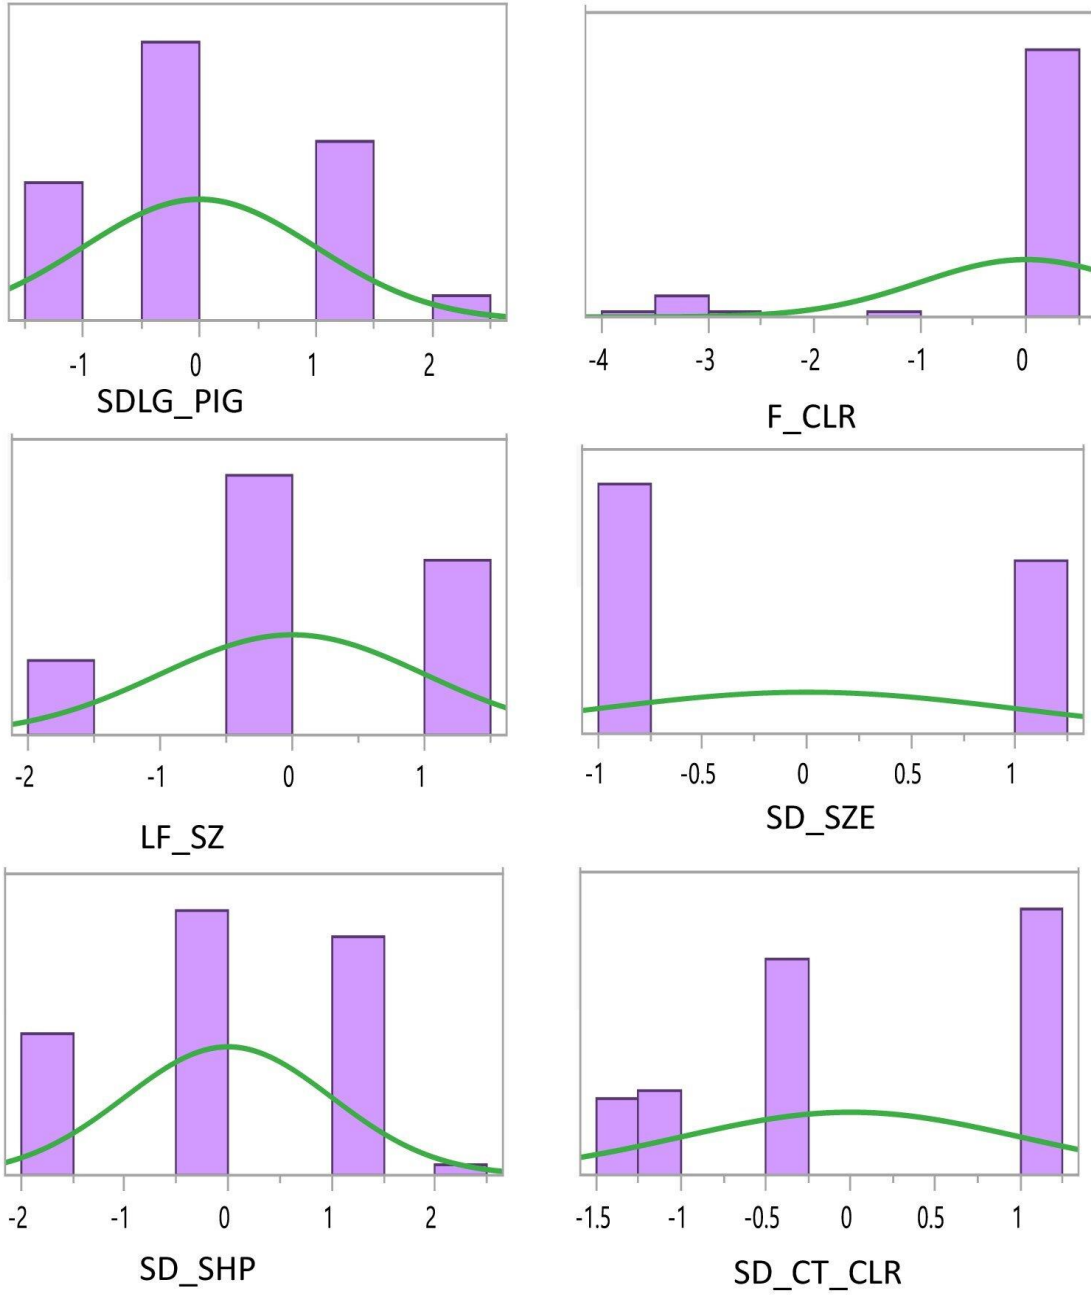 -1 0 1 2
SDLG_PIG
-4 -3 -2 -1 0
F_CLR
-2 -1 0 1
LF_SZ
-1 -0.5 0 0.5 1
SD_SZE
-2 -1 0 1 2
SD_SHP
-1.5 -1 -0.5 0 0.5 1
SD_CT_CLR